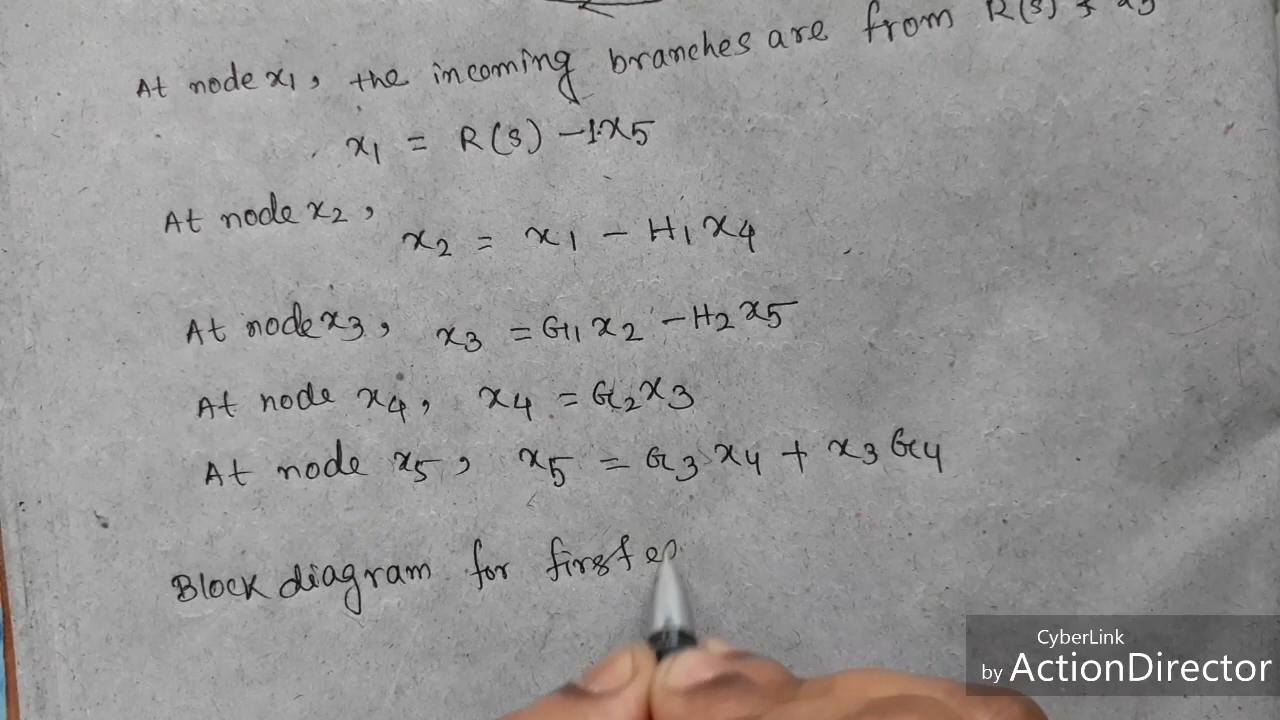 At node x1, the incoming branches are from R(s) & x5
x1 = R(s) - 1.x5
At node x2,
x2 = x1 - H1 x4
At node x3, x3 = G1 x2 - H2 x5
At node x4, x4 = G2 x3
At node x5, x5 = G3 x4 + x3 G4
Block diagram for first
CyberLink
by ActionDirector